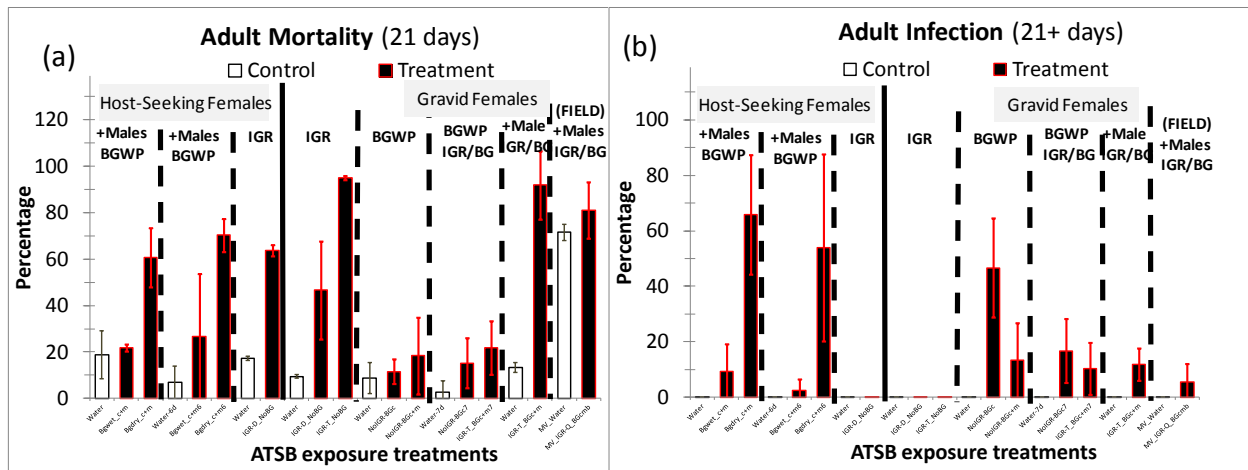 (a)
Adult Mortality (21 days)
Control
Treatment
Host-Seeking Females
Gravid Females
+Males
BGWP
+Males
BGWP
IGR
IGR
BGWP
BGWP
IGR/BG
+Male
IGR/BG
(FIELD)
+Males
IGR/BG
Percentage
120
100
80
60
40
20
0
Water
Bgwet_c+m
Bgdry_c+m
Water-6d
Bgwet_c+m6
Bgdry_c+m6
Water
IGR-D_NoBG
Water
IGR-D_NoBG
IGR-T_NoBG
Water
NoIGR-BGc
NoIGR-BGc+m
Water-7d
NoIGR-BGc7
IGR-T_BGc+m7
Water
IGR-T_BGc+m
MV_Water
MV_IGR-Q_BGcmb
ATSB exposure treatments
(b)
Adult Infection (21+ days)
Control
Treatment
Host-Seeking Females
Gravid Females
+Males
BGWP
+Males
BGWP
IGR
IGR
BGWP
BGWP
IGR/BG
+Male
IGR/BG
(FIELD)
+Males
IGR/BG
Percentage
100
80
60
40
20
0
Water
Bgwet_c+m
Bgdry_c+m
Water-6d
Bgwet_c+m6
Bgdry_c+m6
Water
IGR-D_NoBG
Water
IGR-D_NoBG
IGR-T_NoBG
Water
NoIGR-BGc
NoIGR-BGc+m
Water-7d
NoIGR-BGc7
IGR-T_BGc+m7
Water
IGR-T_BGc+m
MV_Water
MV_IGR-Q_BGcmb
ATSB exposure treatments